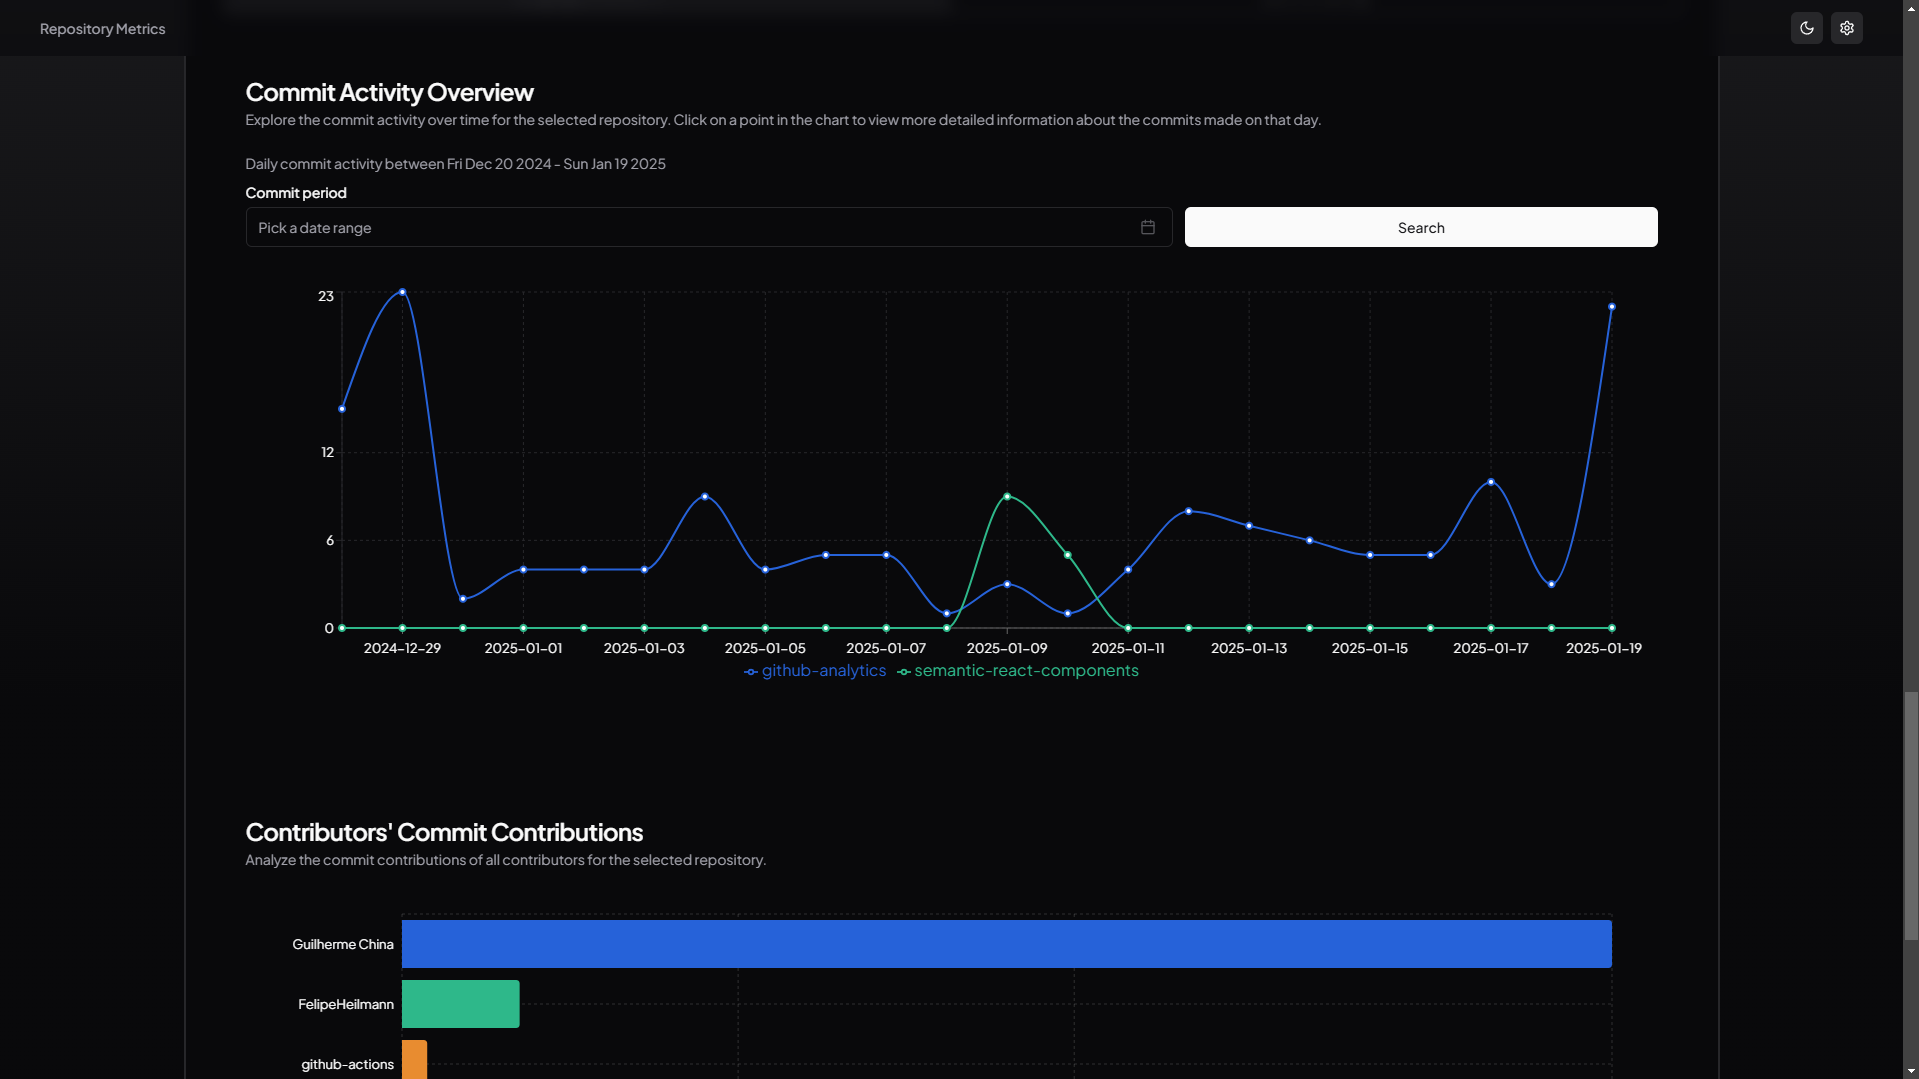 Repository Metrics
Commit Activity Overview
Explore the commit activity over time for the selected repository. Click on a point in the chart to view more detailed information about the commits made on that day.
Daily commit activity between Fri Dec 20 2024 - Sun Jan 19 2025
Commit period
Pick a date range
Search
23
12
6
0
2024-12-29 2025-01-01 2025-01-03 2025-01-05 2025-01-07 2025-01-09 2025-01-11 2025-01-13 2025-01-15 2025-01-17 2025-01-19
github-analytics semantic-react-components
Contributors' Commit Contributions
Analyze the commit contributions of all contributors for the selected repository.
Guilherme China
FelipeHeilmann
github-actions